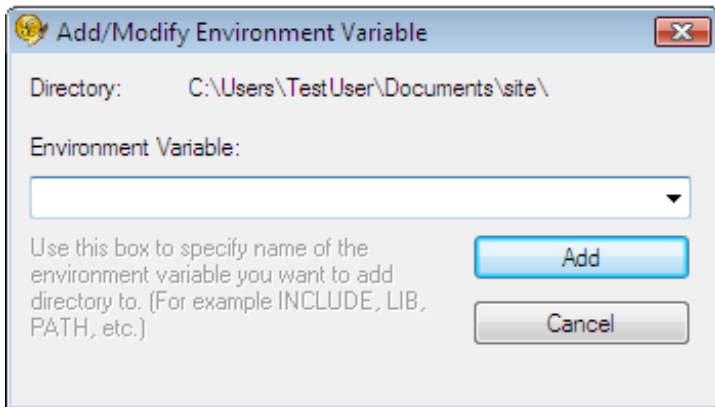 Add/Modify Environment Variable
Directory: C:\Users\TestUser\Documents\site\
Environment Variable:
Use this box to specify name of the
environment variable you want to add
directory to. (For example INCLUDE, LIB,
PATH, etc.)
Add
Cancel